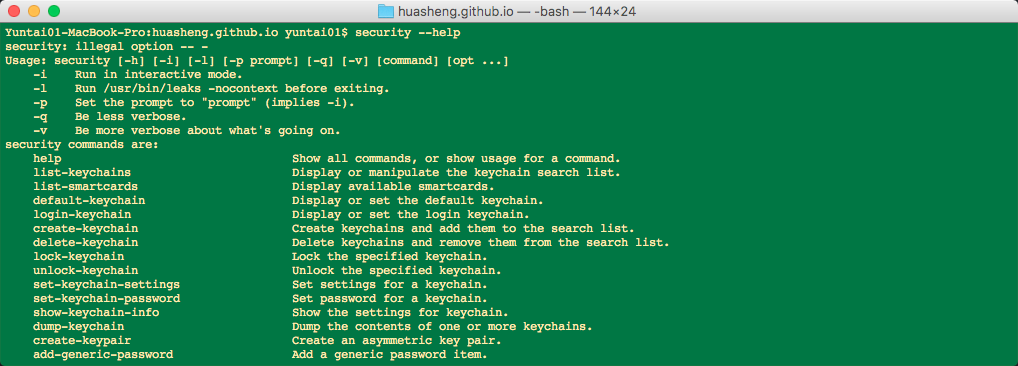 huasheng.github.io — -bash — 144×24
Yuntai01-MacBook-Pro:huasheng.github.io yuntai01$ security --help
security: illegal option -- -
Usage: security [-h] [-i] [-l] [-p prompt] [-q] [-v] [command] [opt ...]
    -i    Run in interactive mode.
    -l    Run /usr/bin/leaks -nocontext before exiting.
    -p    Set the prompt to "prompt" (implies -i).
    -q    Be less verbose.
    -v    Be more verbose about what's going on.
security commands are:
    help                                 Show all commands, or show usage for a command.
    list-keychains                       Display or manipulate the keychain search list.
    list-smartcards                      Display available smartcards.
    default-keychain                     Display or set the default keychain.
    login-keychain                       Display or set the login keychain.
    create-keychain                      Create keychains and add them to the search list.
    delete-keychain                      Delete keychains and remove them from the search list.
    lock-keychain                        Lock the specified keychain.
    unlock-keychain                      Unlock the specified keychain.
    set-keychain-settings                Set settings for a keychain.
    set-keychain-password                Set password for a keychain.
    show-keychain-info                   Show the settings for keychain.
    dump-keychain                        Dump the contents of one or more keychains.
    create-keypair                       Create an asymmetric key pair.
    add-generic-password                 Add a generic password item.